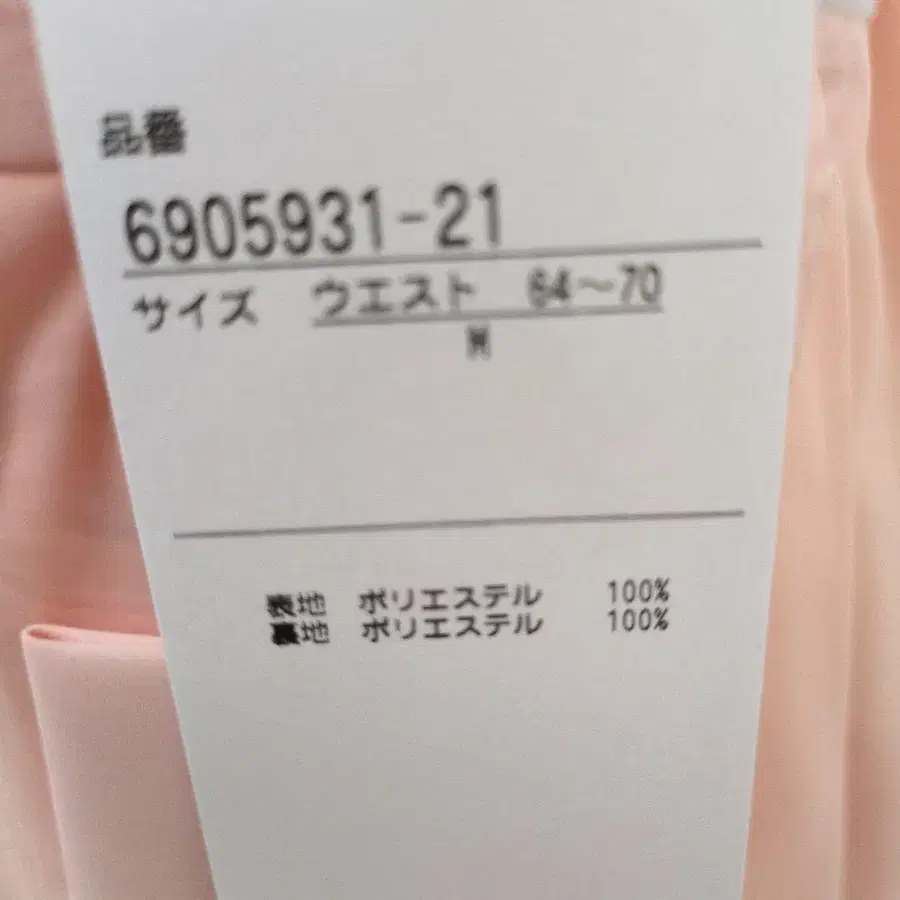 品番
6905931-21
サイズ ウエスト 64～70
M
表地 ポリエステル 100%
裏地 ポリエステル 100%